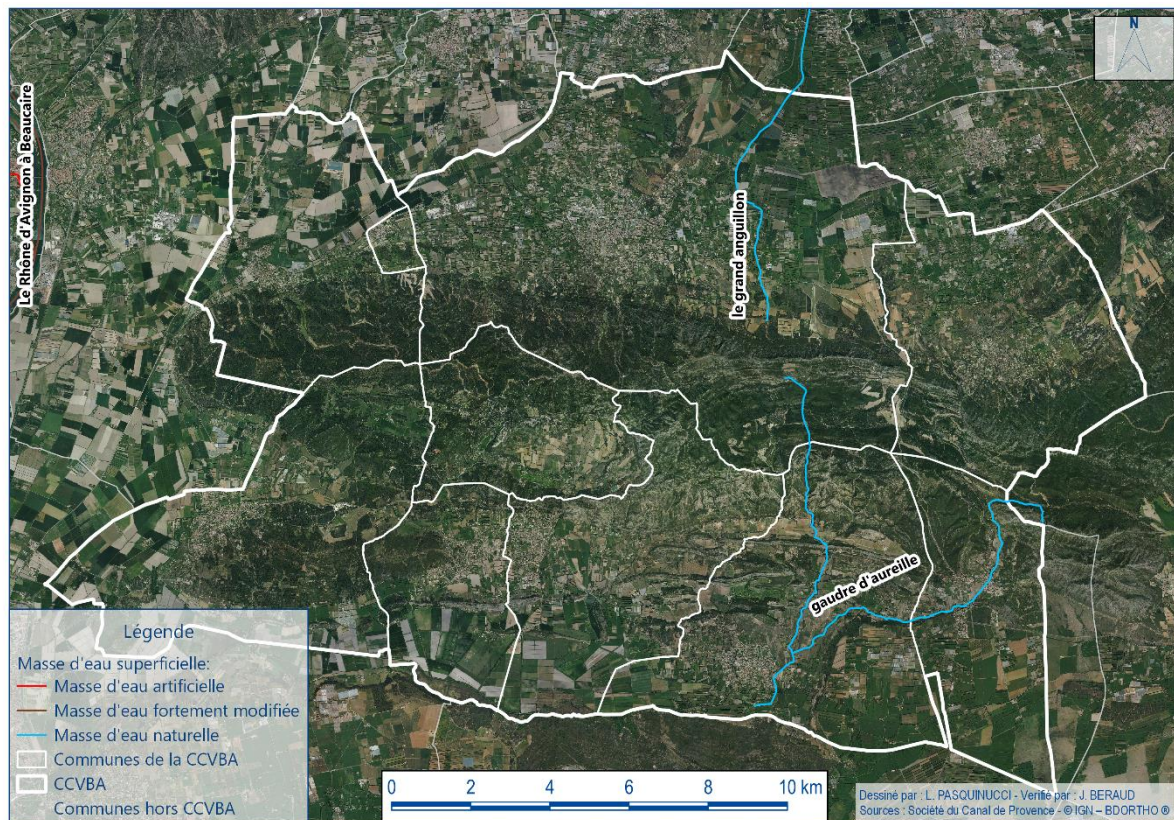 N
Le Rhône d'Avignon à Beaucaire
le grand anguillon
gaudre d'aureille
Légende
Masse d'eau superficielle:
Masse d'eau artificielle
Masse d'eau fortement modifiée
Masse d'eau naturelle
Communes de la CCVBA
CCVBA
Communes hors CCVBA
0 2 4 6 8 10 km
Dessiné par : L. PASQUINUCCI - Verifié par : J. BERAUD
Sources : Société du Canal de Provence - © IGN – BDORTHO ®